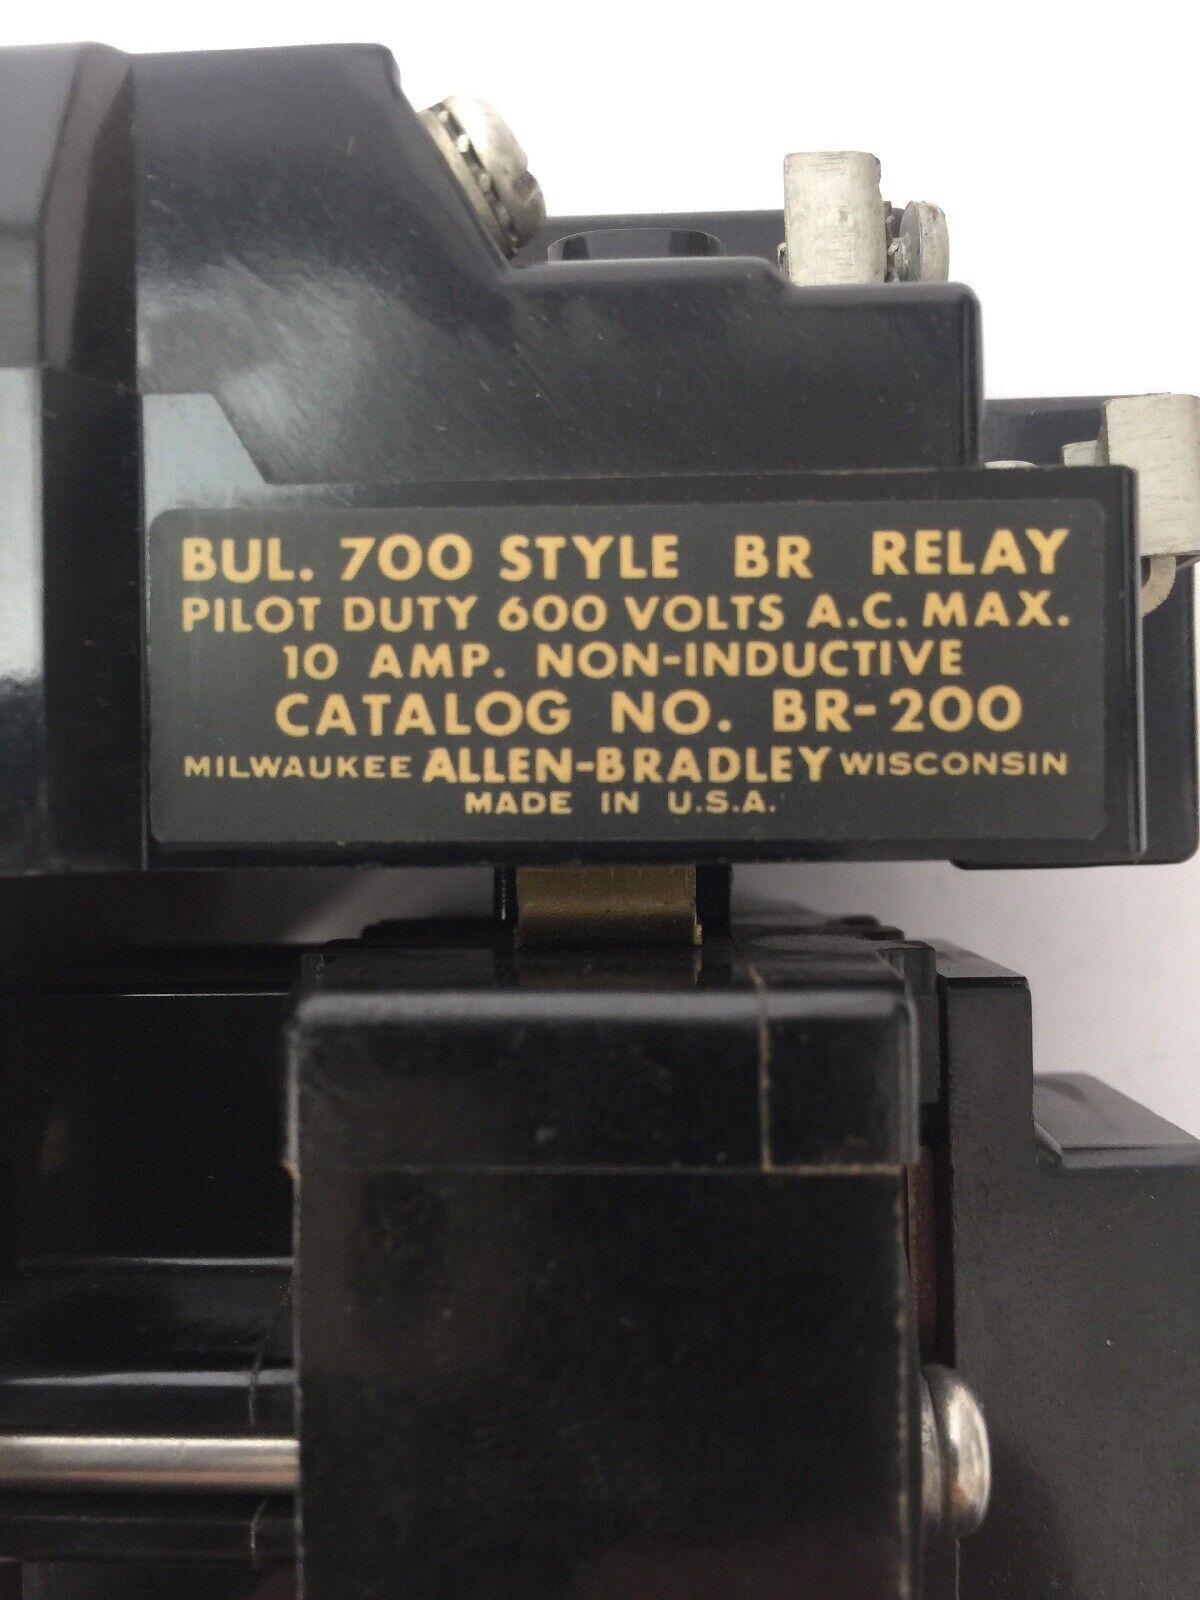 BUL. 700 STYLE BR RELAY
PILOT DUTY 600 VOLTS A.C. MAX.
10 AMP. NON-INDUCTIVE
CATALOG NO. BR-200
MILWAUKEE ALLEN-BRADLEY WISCONSIN
MADE IN U.S.A.